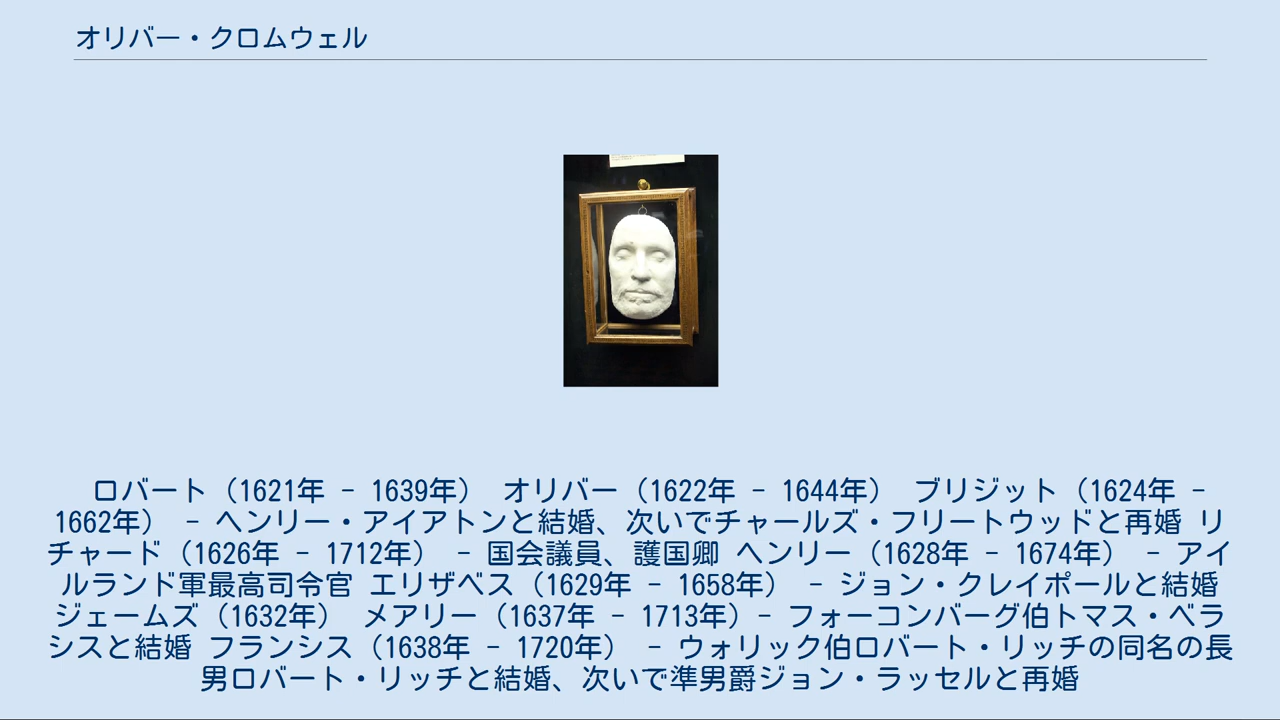 オリバー・クロムウェル
ロバート（1621年 - 1639年） オリバー（1622年 - 1644年） ブリジット（1624年 -
1662年） - ヘンリー・アイアトンと結婚、次いでチャールズ・フリートウッドと再婚 リ
チャード（1626年 - 1712年） - 国会議員、護国卿 ヘンリー（1628年 - 1674年） - アイ
ルランド軍最高司令官 エリザベス（1629年 - 1658年） - ジョン・クレイポールと結婚
ジェームズ（1632年） メアリー（1637年 - 1713年）- フォーコンバーグ伯トマス・ベラ
シスと結婚 フランシス（1638年 - 1720年） - ウォリック伯ロバート・リッチの同名の長
男ロバート・リッチと結婚、次いで準男爵ジョン・ラッセルと再婚